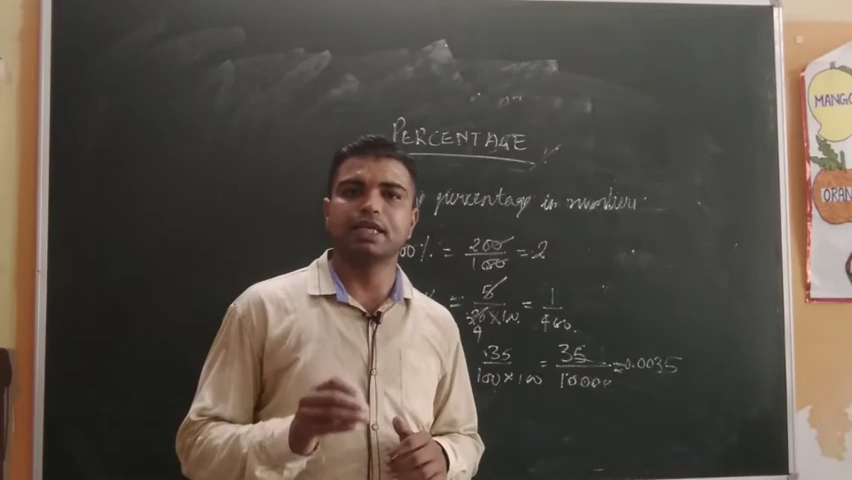 PERCENTAGE
percentage in numbers.
00% = 200/100 = 2
= 5/20×100 = 1/400
4
.35/100×100 = 35/10000 = 0.0035
MANGO
ORAN